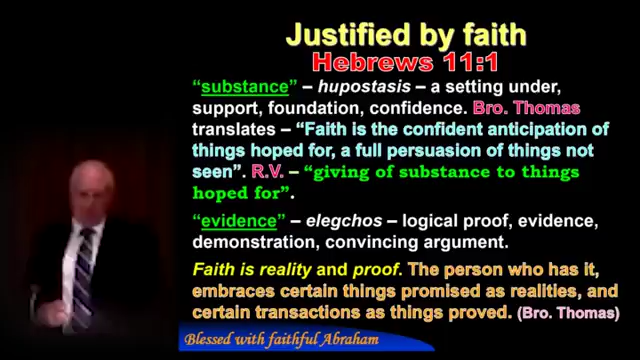 Justified by faith
Hebrews 11:1
“substance” – hupostasis – a setting under,
support, foundation, confidence. Bro. Thomas
translates – “Faith is the confident anticipation of
things hoped for, a full persuasion of things not
seen”. R.V. – “giving of substance to things
hoped for”.
“evidence” – elegchos – logical proof, evidence,
demonstration, convincing argument.
Faith is reality and proof. The person who has it,
embraces certain things promised as realities, and
certain transactions as things proved. (Bro. Thomas)
Blessed with faithful Abraham